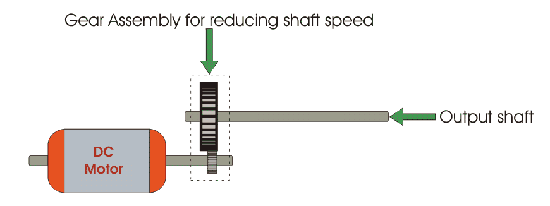 Gear Assembly for reducing shaft speed
Output shaft
DC
Motor